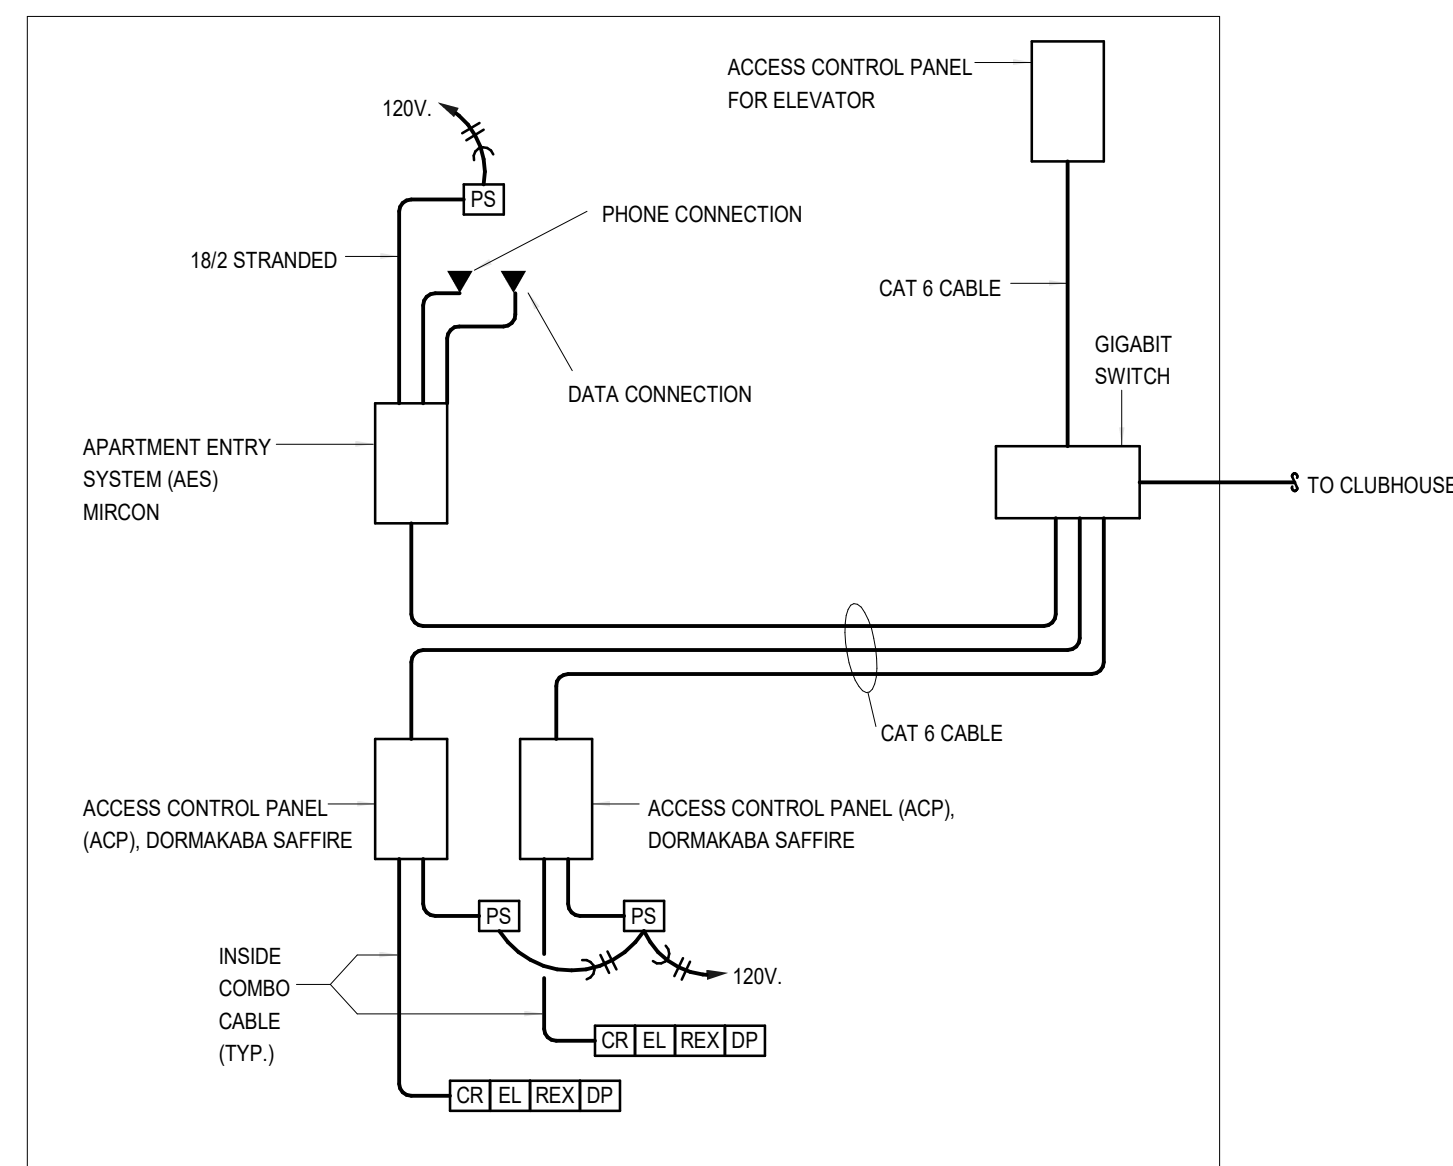 ACCESS CONTROL PANEL
FOR ELEVATOR
120V.
PS
PHONE CONNECTION
18/2 STRANDED
CAT 6 CABLE
GIGABIT
SWITCH
DATA CONNECTION
APARTMENT ENTRY
SYSTEM (AES)
MIRCON
TO CLUBHOUSE
CAT 6 CABLE
ACCESS CONTROL PANEL
(ACP), DORMAKABA SAFFIRE
ACCESS CONTROL PANEL (ACP),
DORMAKABA SAFFIRE
PS
PS
120V.
INSIDE
COMBO
CABLE
(TYP.)
CR EL REX DP
CR EL REX DP